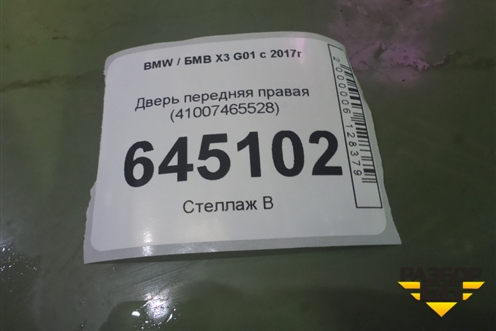 BMW / БМВ X3 G01 с 2017г
Дверь передняя правая
(41007465528)
645102
Стеллаж В
2000006128379